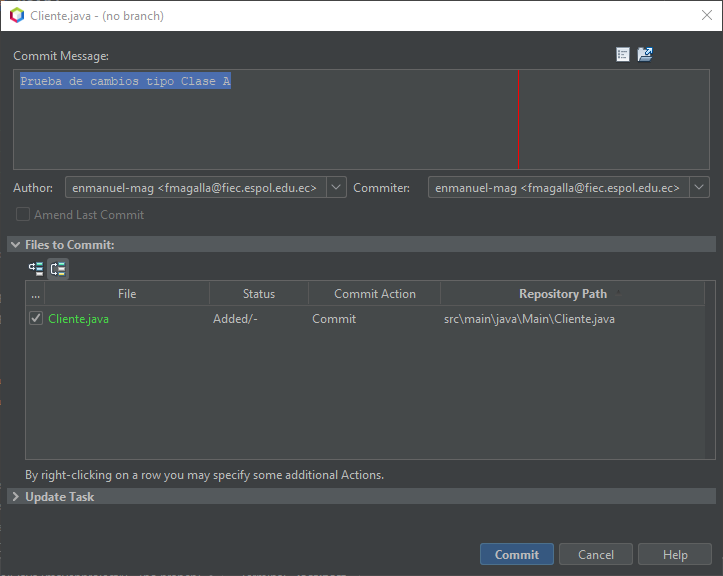 Cliente.java - (no branch)
Commit Message:
Prueba de cambios tipo Clase A
Author: enmanuel-mag <fmagalla@fiec.espol.edu.ec> Commiter: enmanuel-mag <fmagalla@fiec.espol.edu.ec>
Amend Last Commit
Files to Commit:
... File Status Commit Action Repository Path
Cliente.java Added/- Commit src\main\java\Main\Cliente.java
By right-clicking on a row you may specify some additional Actions.
Update Task
Commit Cancel Help